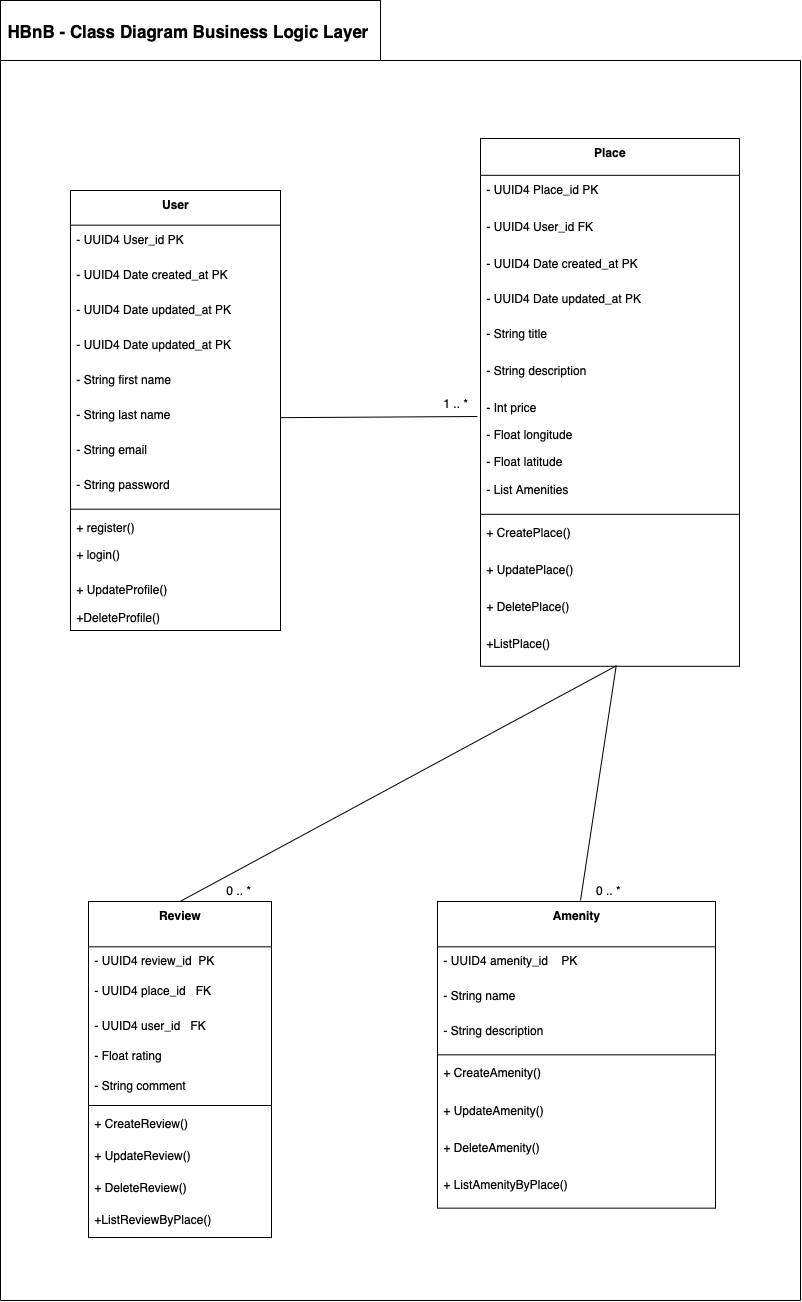 HBnB - Class Diagram Business Logic Layer
User
- UUID4 User_id PK
- UUID4 Date created_at PK
- UUID4 Date updated_at PK
- UUID4 Date updated_at PK
- String first name
- String last name
- String email
- String password
+ register()
+ login()
+ UpdateProfile()
+DeleteProfile()
1 .. *
Place
- UUID4 Place_id PK
- UUID4 User_id FK
- UUID4 Date created_at PK
- UUID4 Date updated_at PK
- String title
- String description
- Int price
- Float longitude
- Float latitude
- List Amenities
+ CreatePlace()
+ UpdatePlace()
+ DeletePlace()
+ListPlace()
0 .. *
Review
- UUID4 review_id PK
- UUID4 place_id FK
- UUID4 user_id FK
- Float rating
- String comment
+ CreateReview()
+ UpdateReview()
+ DeleteReview()
+ListReviewByPlace()
0 .. *
Amenity
- UUID4 amenity_id PK
- String name
- String description
+ CreateAmenity()
+ UpdateAmenity()
+ DeleteAmenity()
+ ListAmenityByPlace()